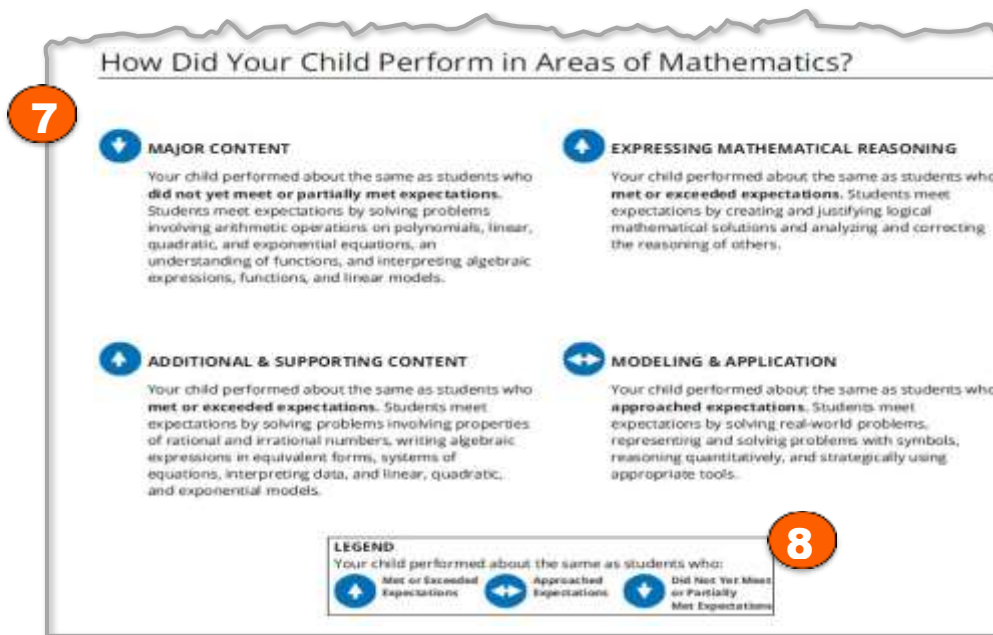 How Did Your Child Perform in Areas of Mathematics?
7
MAJOR CONTENT
Your child performed about the same as students who
did not yet meet or partially met expectations.
Students meet expectations by solving problems
involving arithmetic operations on polynomials, linear,
quadratic, and exponential equations, an
understanding of functions, and interpreting algebraic
expressions, functions, and linear models.
EXPRESSING MATHEMATICAL REASONING
Your child performed about the same as students who
met or exceeded expectations. Students meet
expectations by creating and justifying logical
mathematical solutions and analyzing and correcting
the reasoning of others.
ADDITIONAL & SUPPORTING CONTENT
Your child performed about the same as students who
met or exceeded expectations. Students meet
expectations by solving problems involving properties
of rational and irrational numbers, writing algebraic
expressions in equivalent forms, systems of
equations, interpreting data, and linear, quadratic,
and exponential models.
MODELING & APPLICATION
Your child performed about the same as students who
approached expectations. Students meet
expectations by solving real-world problems,
representing and solving problems with symbols,
reasoning quantitatively, and strategically using
appropriate tools.
8
LEGEND
Your child performed about the same as students who:
Met or Exceeded
Expectations
Approached
Expectations
Did Not Yet Meet
or Partially
Met Expectations